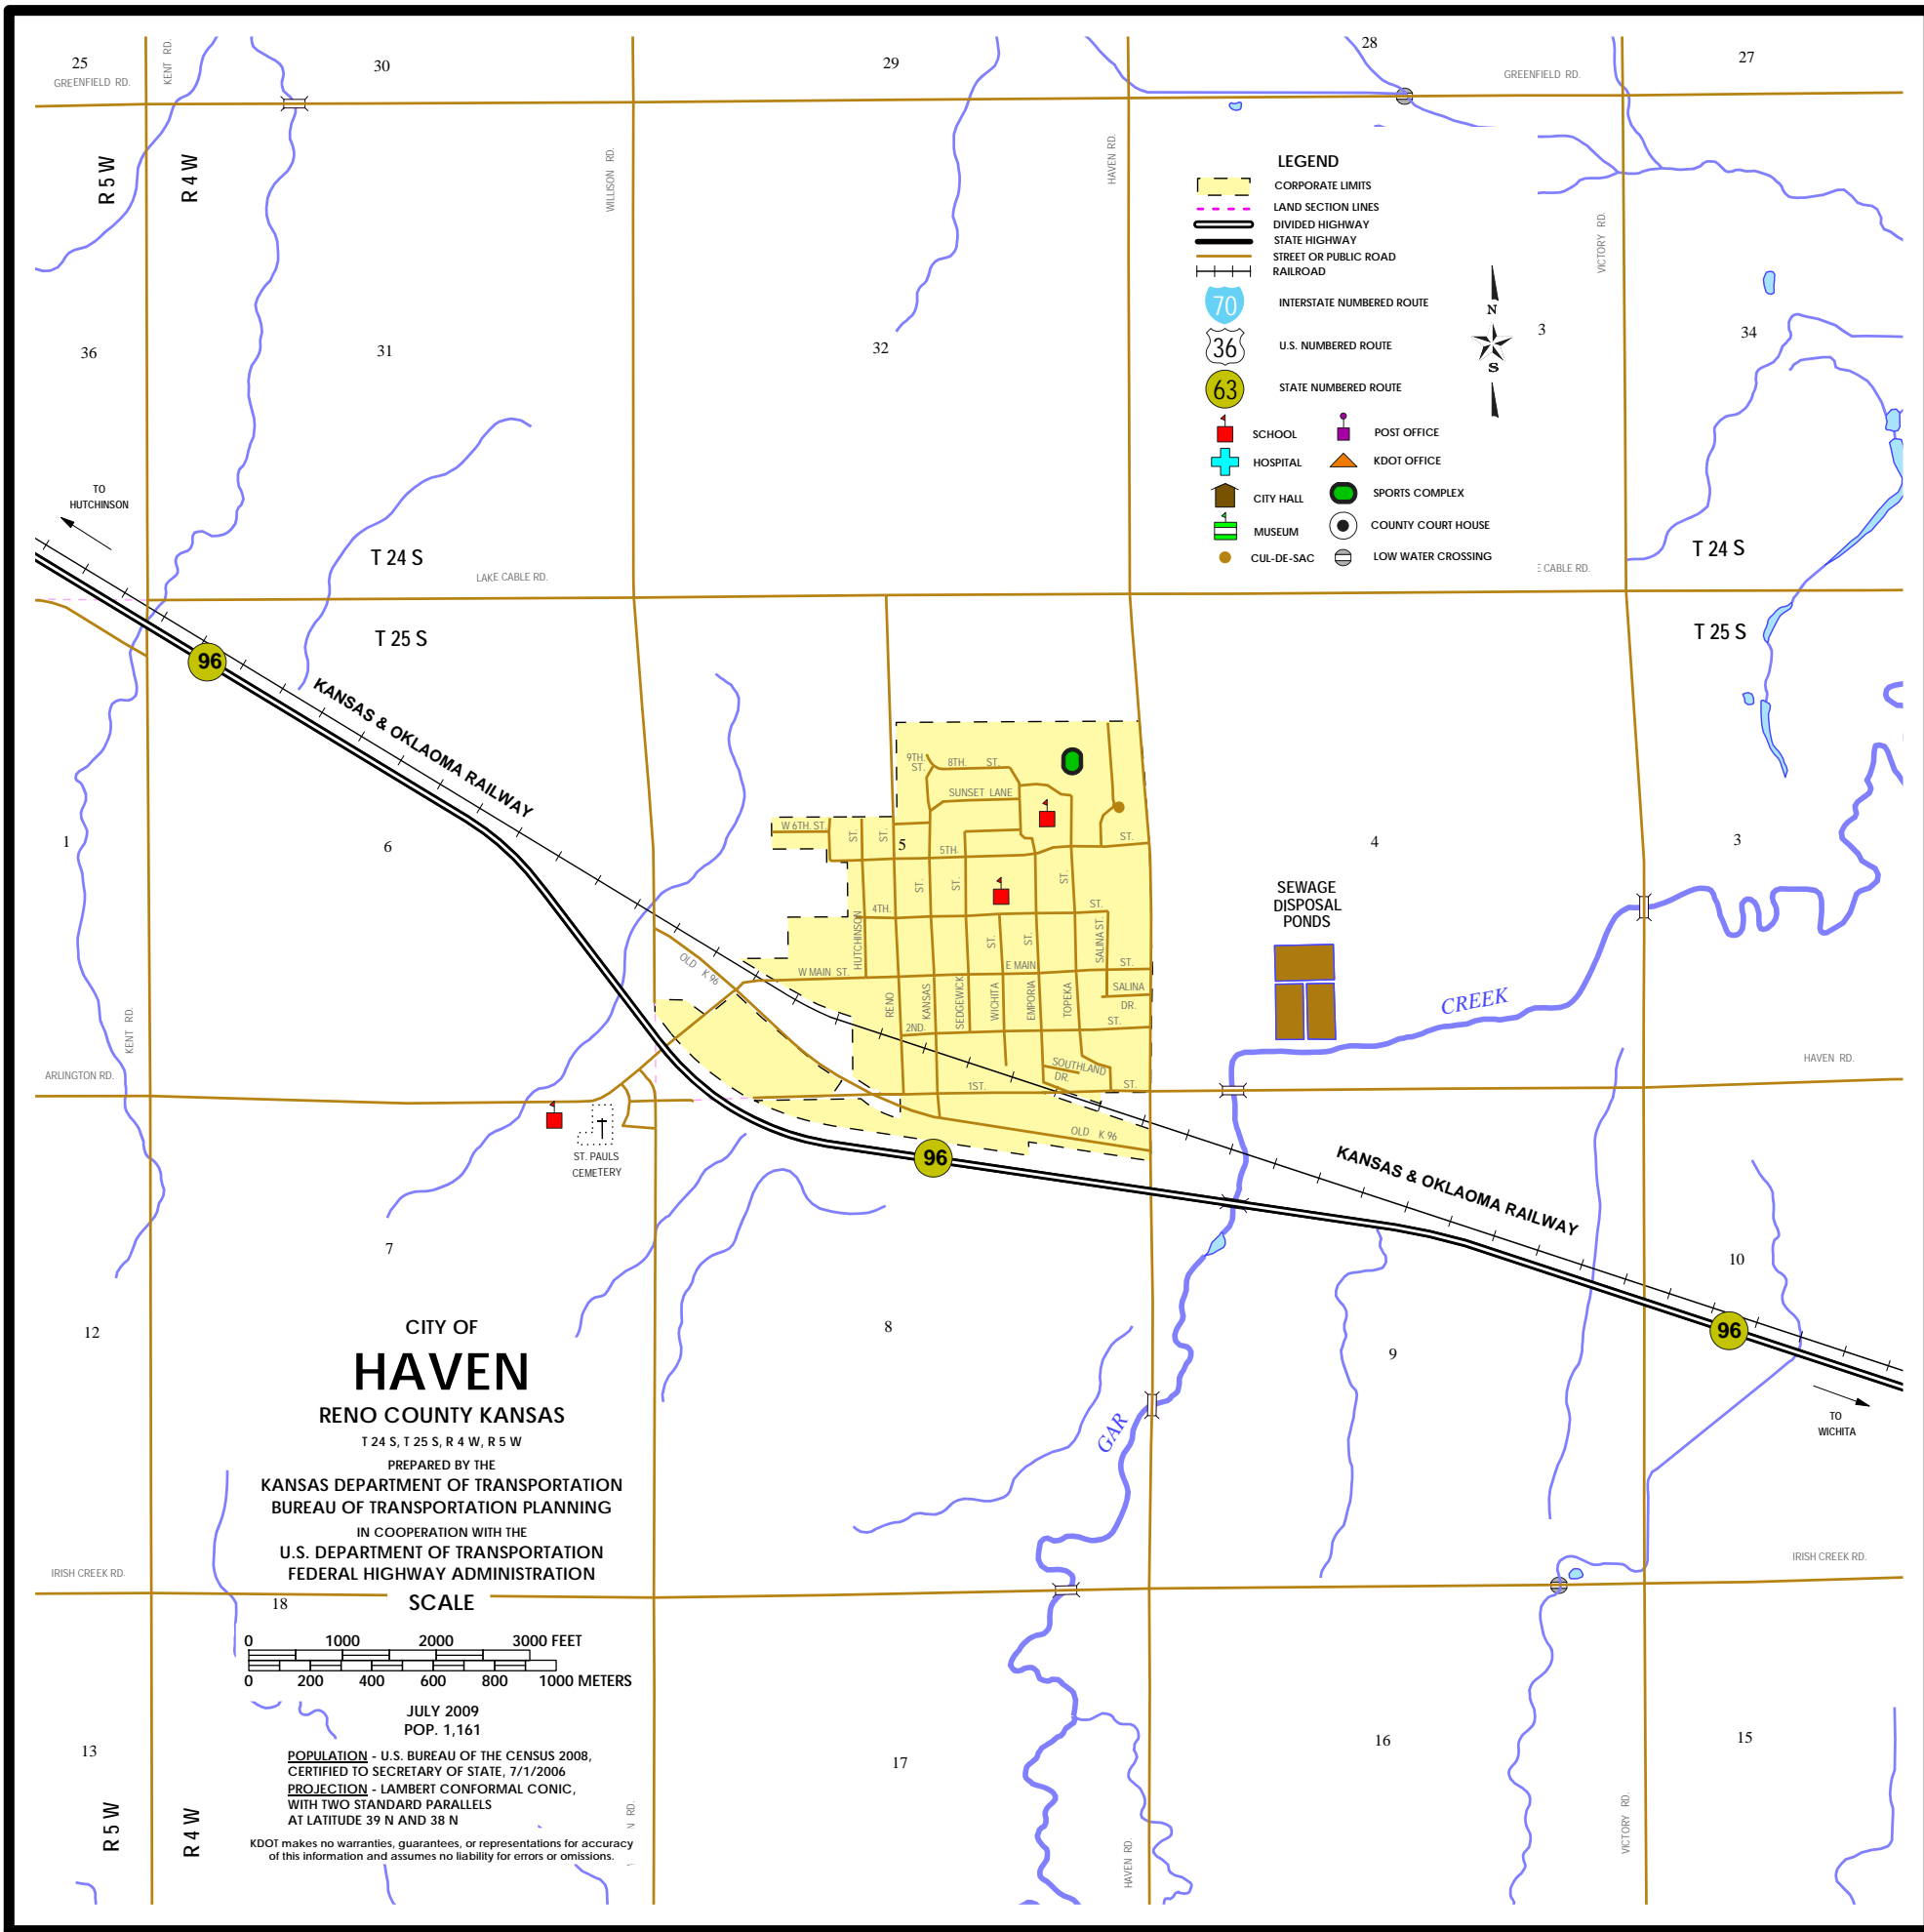 25
GREENFIELD RD.
KENT RD.
30
29
28
GREENFIELD RD.
27
R 5 W
R 4 W
WILLISON RD.
HAVEN RD.
VICTORY RD.
LEGEND
CORPORATE LIMITS
LAND SECTION LINES
DIVIDED HIGHWAY
STATE HIGHWAY
STREET OR PUBLIC ROAD
RAILROAD
70 INTERSTATE NUMBERED ROUTE
36 U.S. NUMBERED ROUTE
63 STATE NUMBERED ROUTE
N
S
SCHOOL
POST OFFICE
HOSPITAL
KDOT OFFICE
CITY HALL
SPORTS COMPLEX
MUSEUM
COUNTY COURT HOUSE
CUL-DE-SAC
LOW WATER CROSSING
36
31
32
3
34
TO
HUTCHINSON
T 24 S
LAKE CABLE RD.
E CABLE RD.
T 24 S
T 25 S
T 25 S
96
KANSAS & OKLAOMA RAILWAY
9TH.
ST.
8TH. ST.
SUNSET LANE
W 6TH. ST.
ST.
ST.
5
5TH.
ST.
1
6
4
3
ST.
ST.
ST.
4TH.
ST.
HUTCHINSON
ST.
ST.
SALINA ST.
SEWAGE
DISPOSAL
PONDS
OLD K 96
W MAIN ST.
E MAIN
ST.
RENO
KANSAS
SEDGEWICK
WICHITA
EMPORIA
TOPEKA
SALINA
DR.
2ND.
ST.
SOUTHLAND
DR.
1ST.
ST.
OLD K 96
CREEK
KENT RD.
ARLINGTON RD.
HAVEN RD.
ST. PAULS
CEMETERY
96
KANSAS & OKLAOMA RAILWAY
7
8
9
10
12
96
TO
WICHITA
GAR
CITY OF
HAVEN
RENO COUNTY KANSAS
T 24 S, T 25 S, R 4 W, R 5 W
PREPARED BY THE
KANSAS DEPARTMENT OF TRANSPORTATION
BUREAU OF TRANSPORTATION PLANNING
IN COOPERATION WITH THE
U.S. DEPARTMENT OF TRANSPORTATION
FEDERAL HIGHWAY ADMINISTRATION
IRISH CREEK RD.
IRISH CREEK RD.
18
SCALE
0 1000 2000 3000 FEET
0 200 400 600 800 1000 METERS
JULY 2009
POP. 1,161
POPULATION - U.S. BUREAU OF THE CENSUS 2008,
CERTIFIED TO SECRETARY OF STATE, 7/1/2006
PROJECTION - LAMBERT CONFORMAL CONIC,
WITH TWO STANDARD PARALLELS
AT LATITUDE 39 N AND 38 N
KDOT makes no warranties, guarantees, or representations for accuracy
of this information and assumes no liability for errors or omissions.
13
17
16
15
R 5 W
R 4 W
N RD.
HAVEN RD.
VICTORY RD.